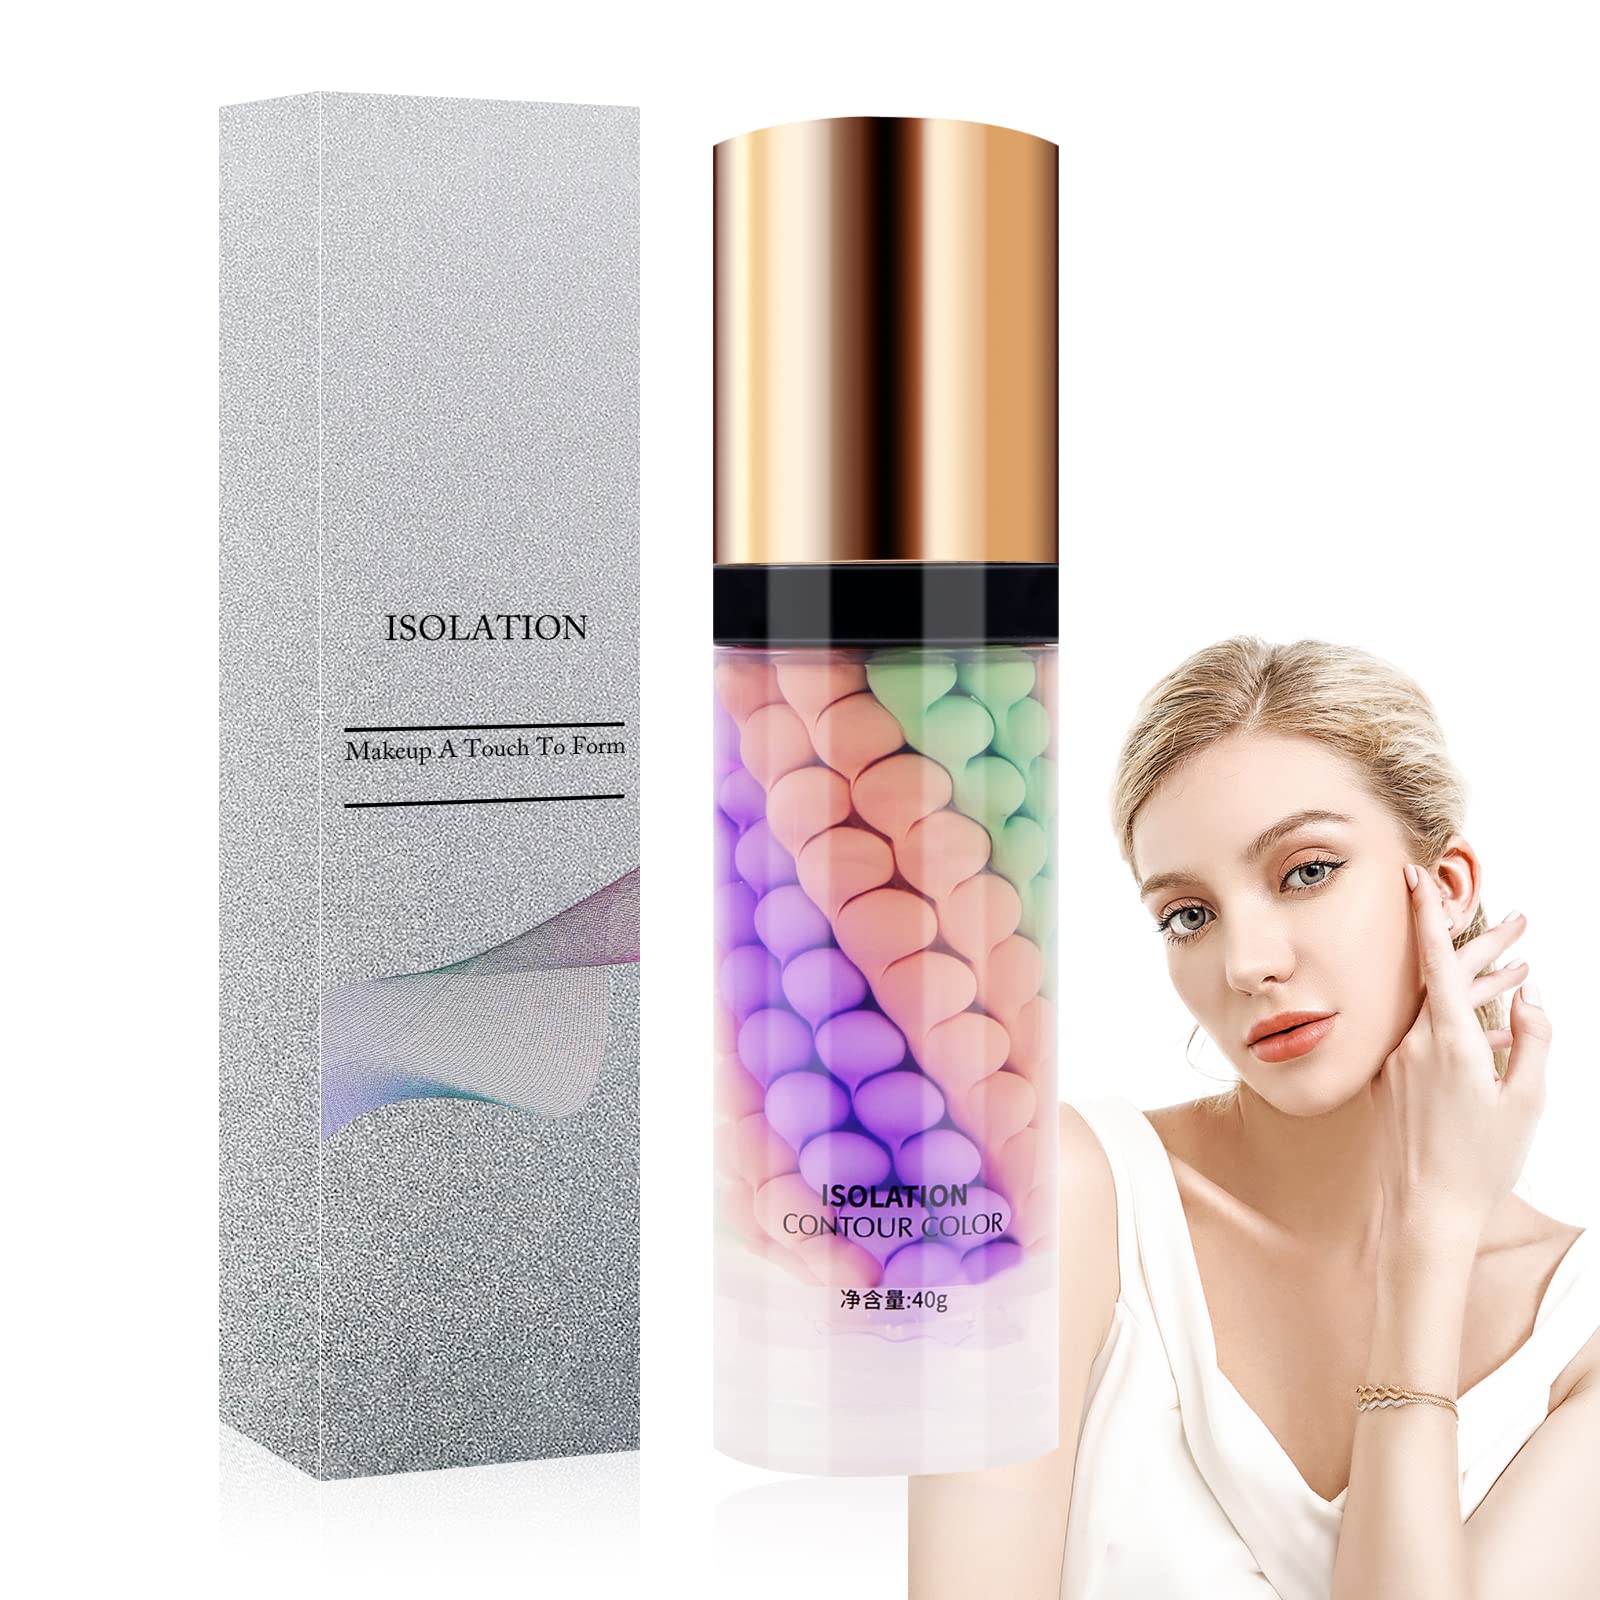 ISOLATION
Makeup A Touch To Form
ISOLATION
CONTOUR COLOR
净含量:40g